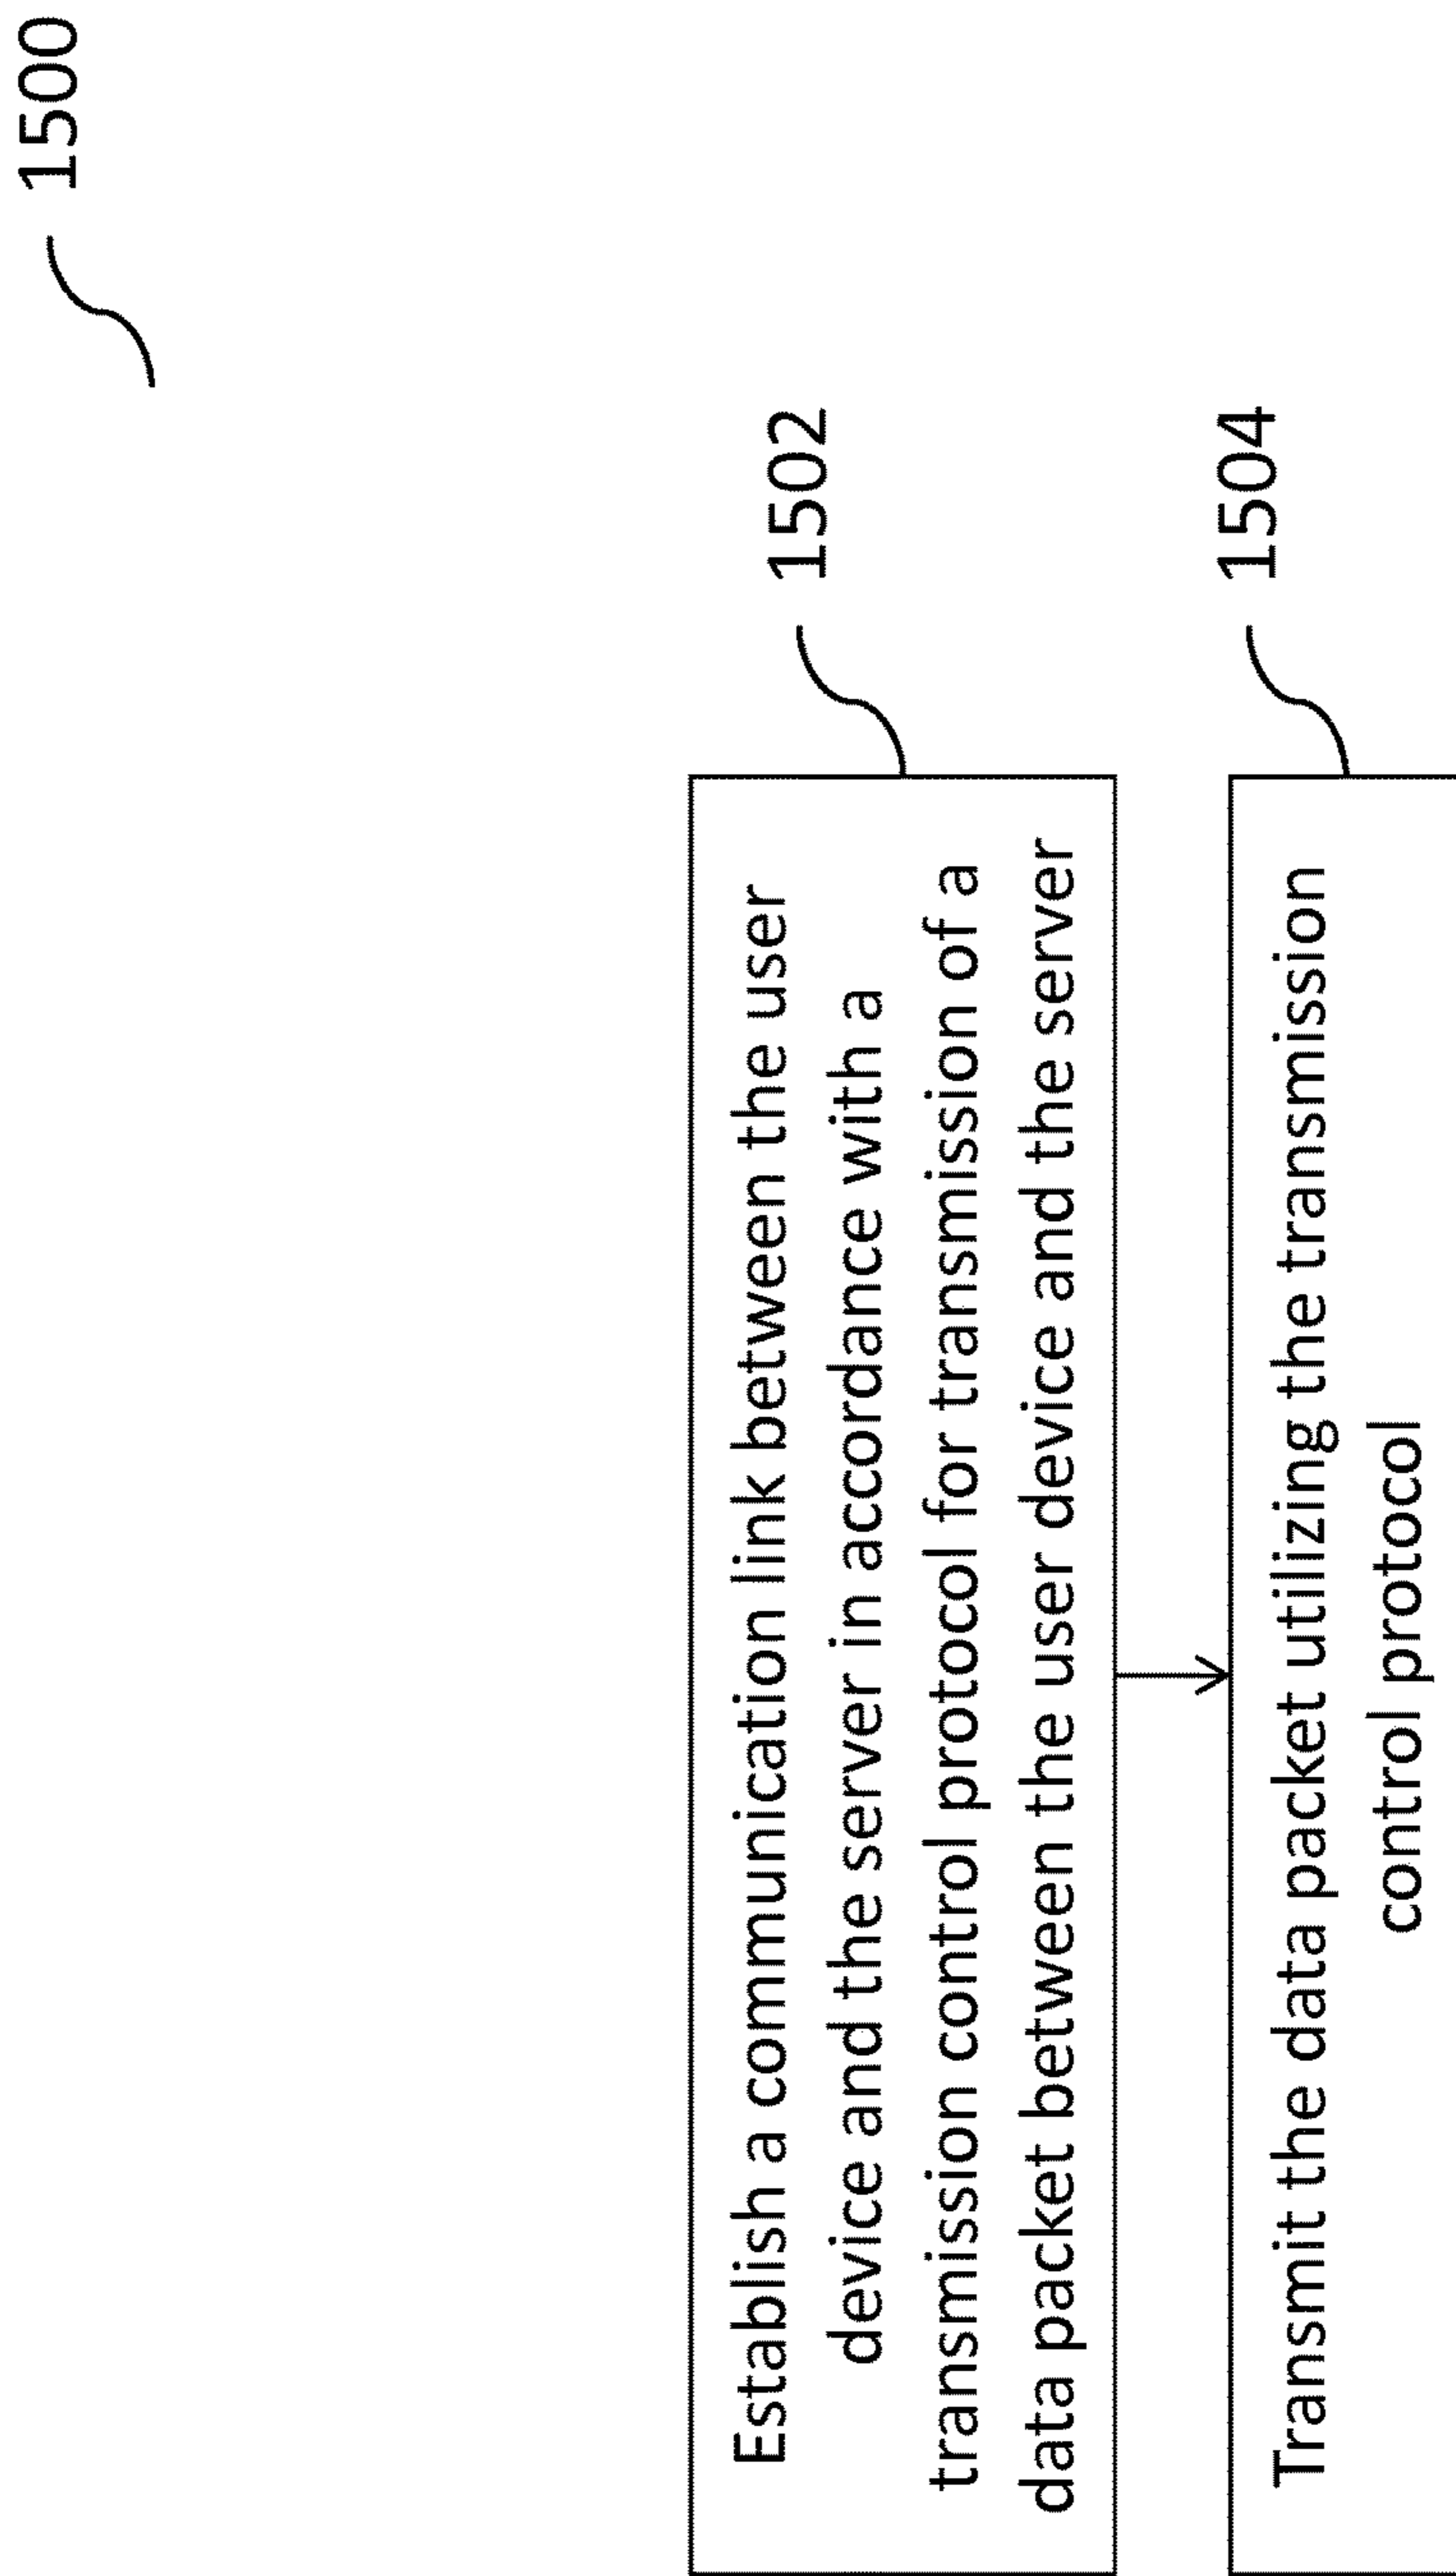 1500
1502
Establish a communication link between the user
device and the server in accordance with a
transmission control protocol for transmission of a
data packet between the user device and the server
1504
Transmit the data packet utilizing the transmission
control protocol